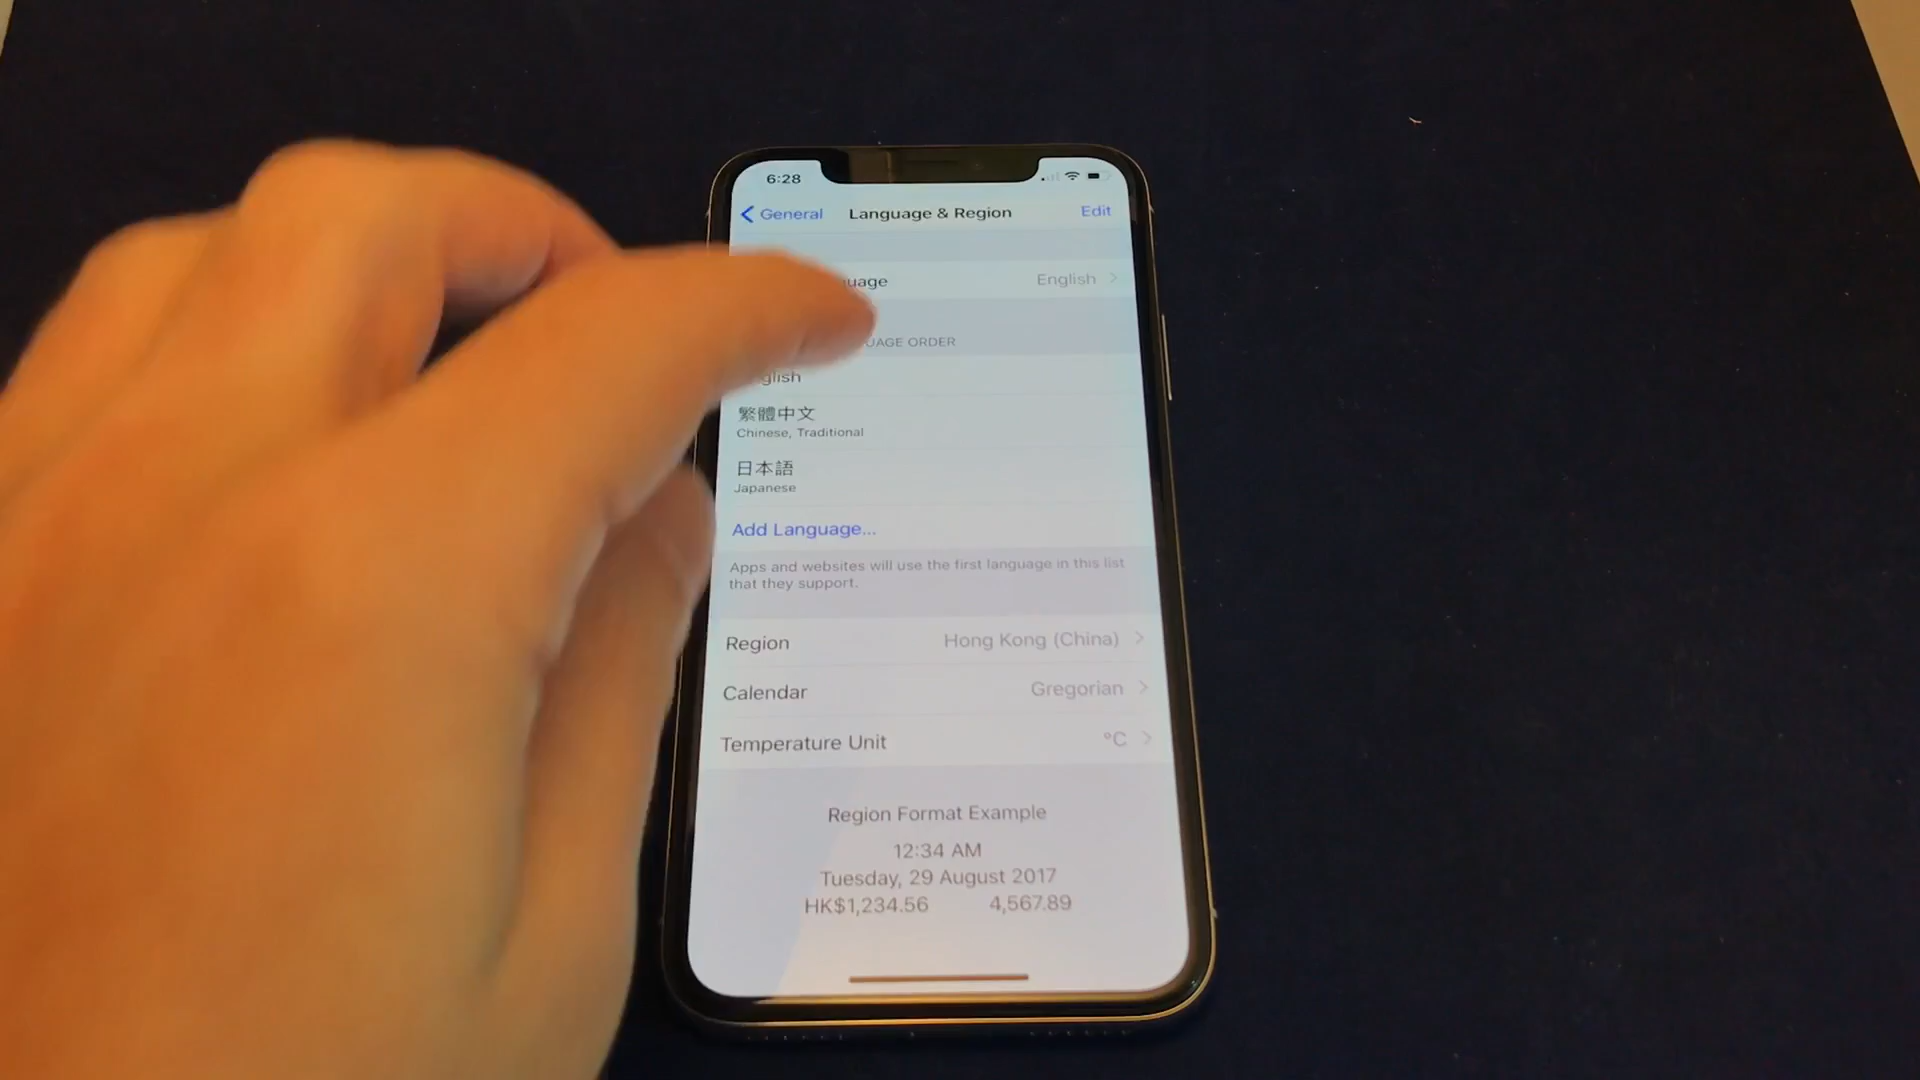 6:28
General Language & Region Edit
English
ORDER
繁體中文
Chinese, Traditional
日本語
Japanese
Add Language...
Apps and websites will use the first language in this list
that they support.
Region Hong Kong (China)
Calendar Gregorian
Temperature Unit °C
Region Format Example
12:34 AM
Tuesday, 29 August 2017
HK$1,234.56 4,567.89